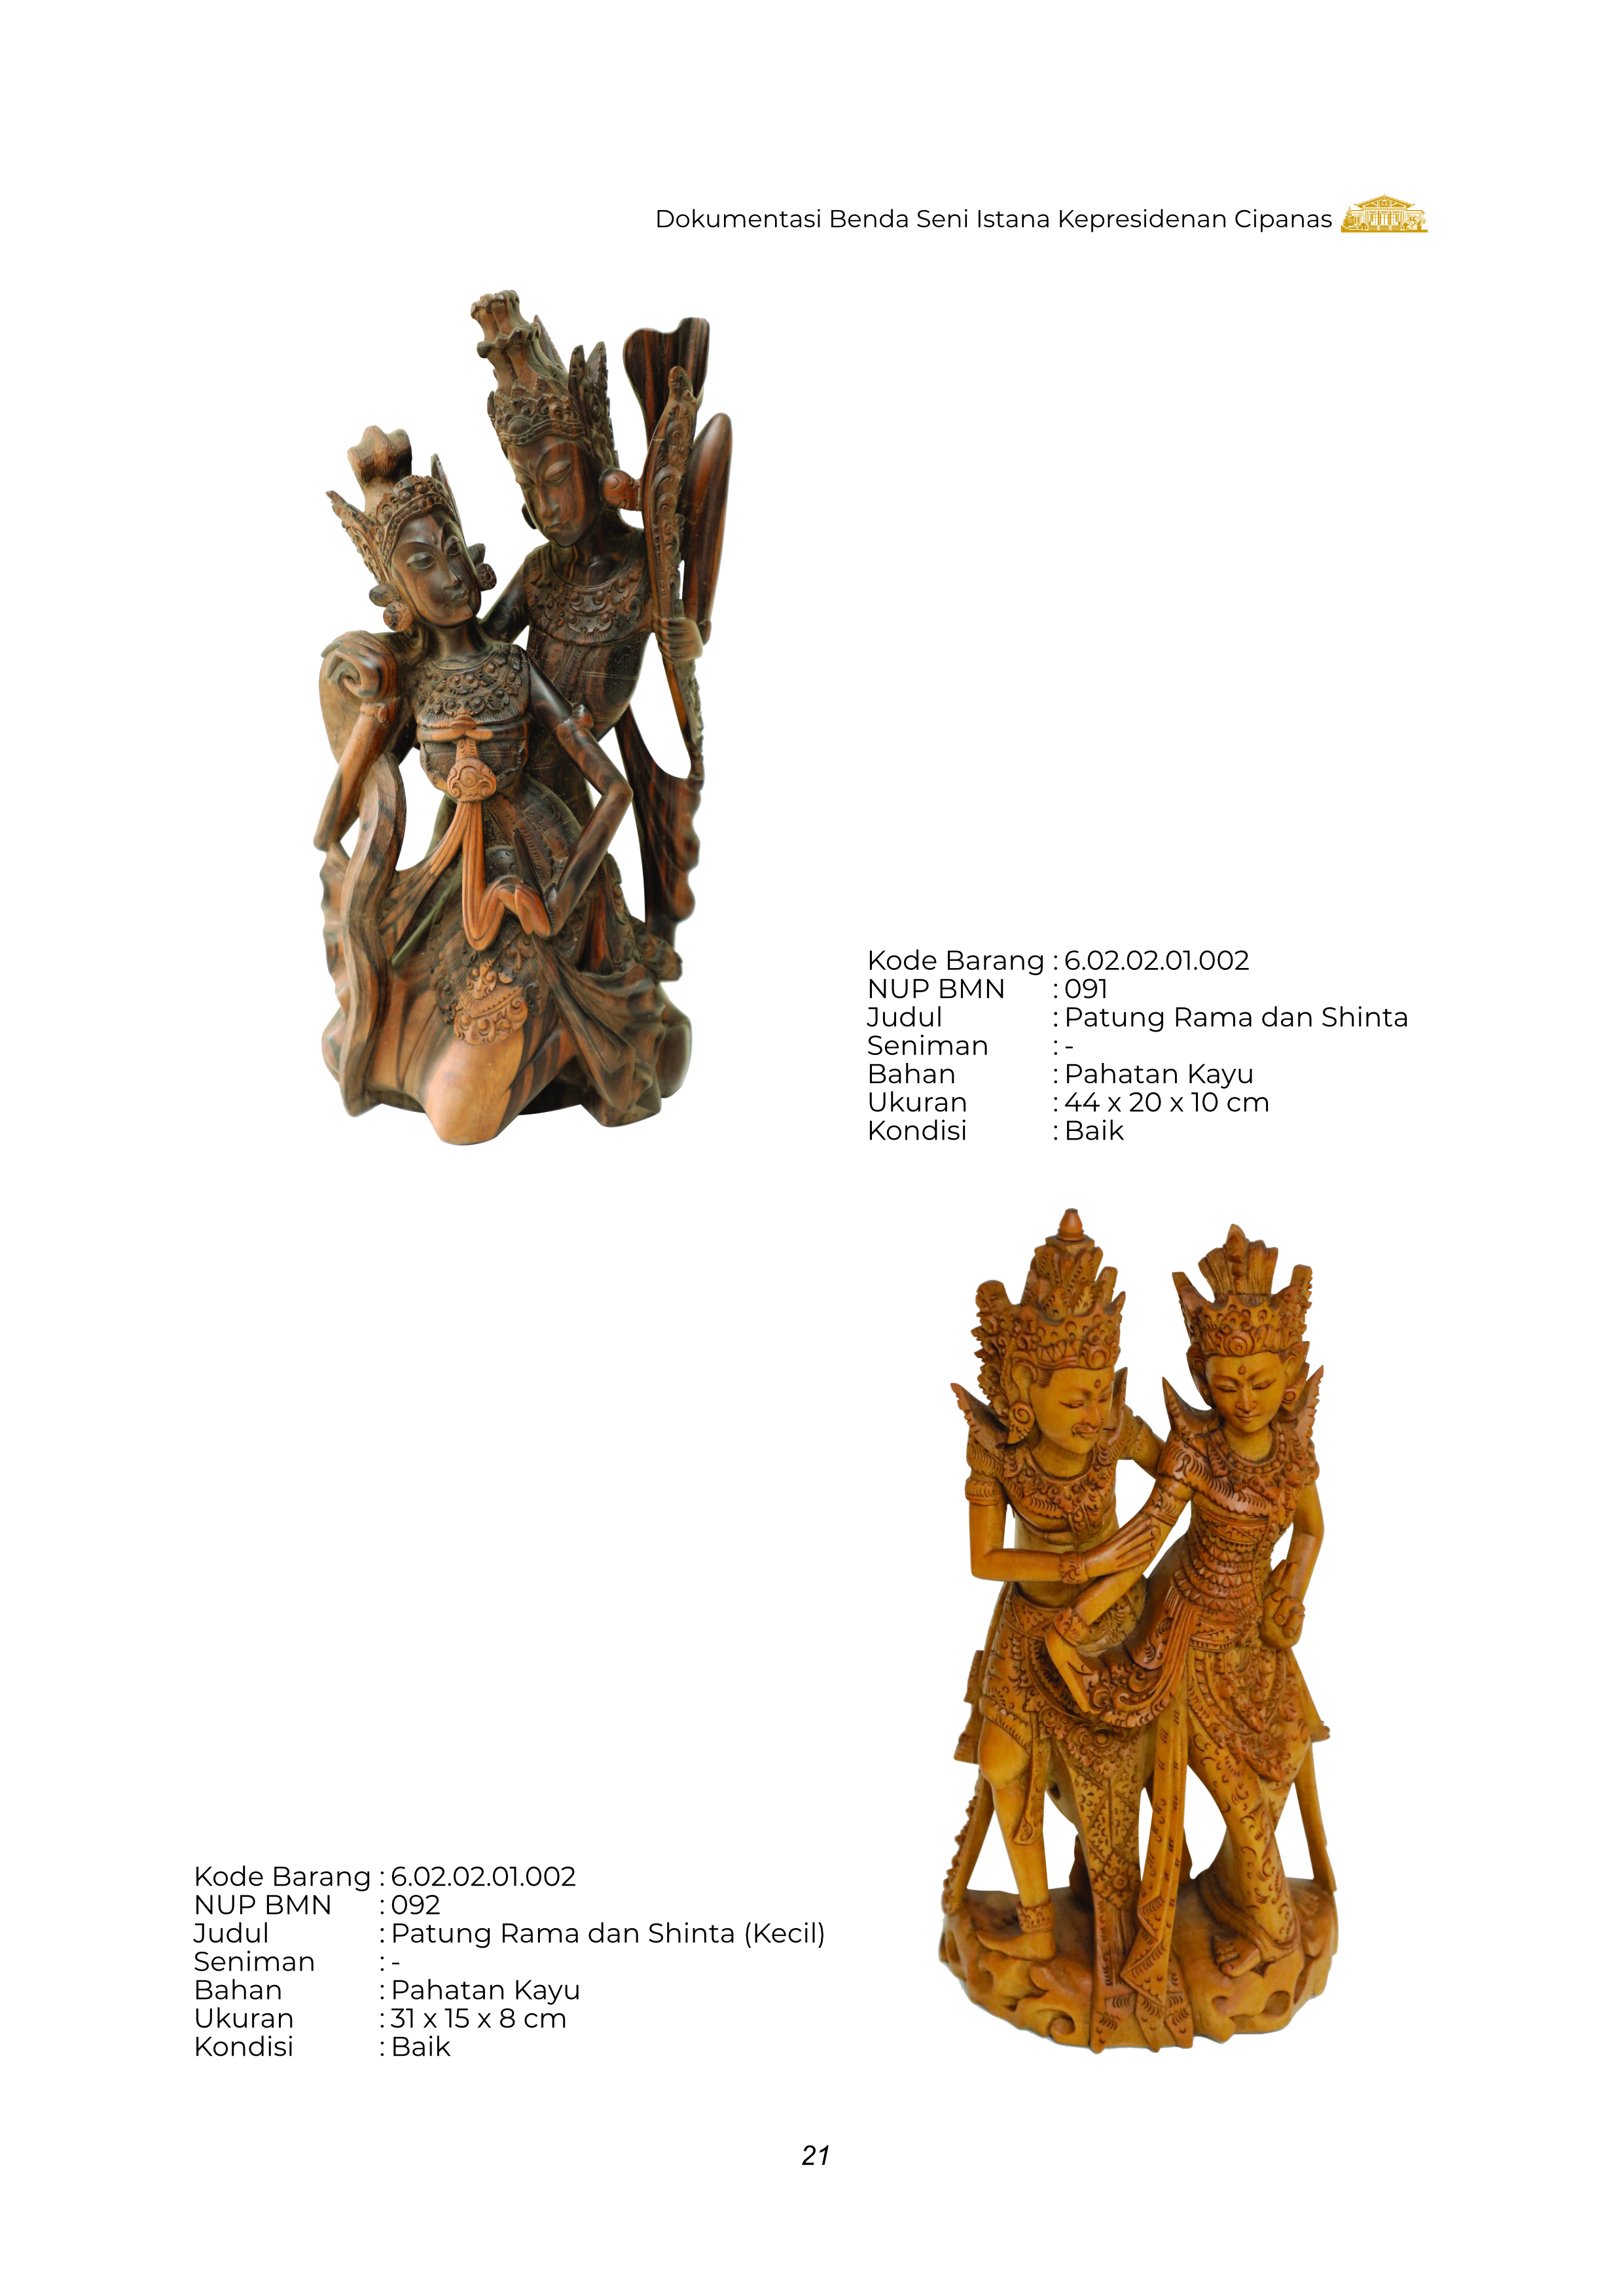 Dokumentasi Benda Seni Istana Kepresidenan Cipanas
Kode Barang : 6.02.02.01.002
NUP BMN : 091
Judul : Patung Rama dan Shinta
Seniman : -
Bahan : Pahatan Kayu
Ukuran : 44 x 20 x 10 cm
Kondisi : Baik
Kode Barang : 6.02.02.01.002
NUP BMN : 092
Judul : Patung Rama dan Shinta (Kecil)
Seniman : -
Bahan : Pahatan Kayu
Ukuran : 31 x 15 x 8 cm
Kondisi : Baik
21